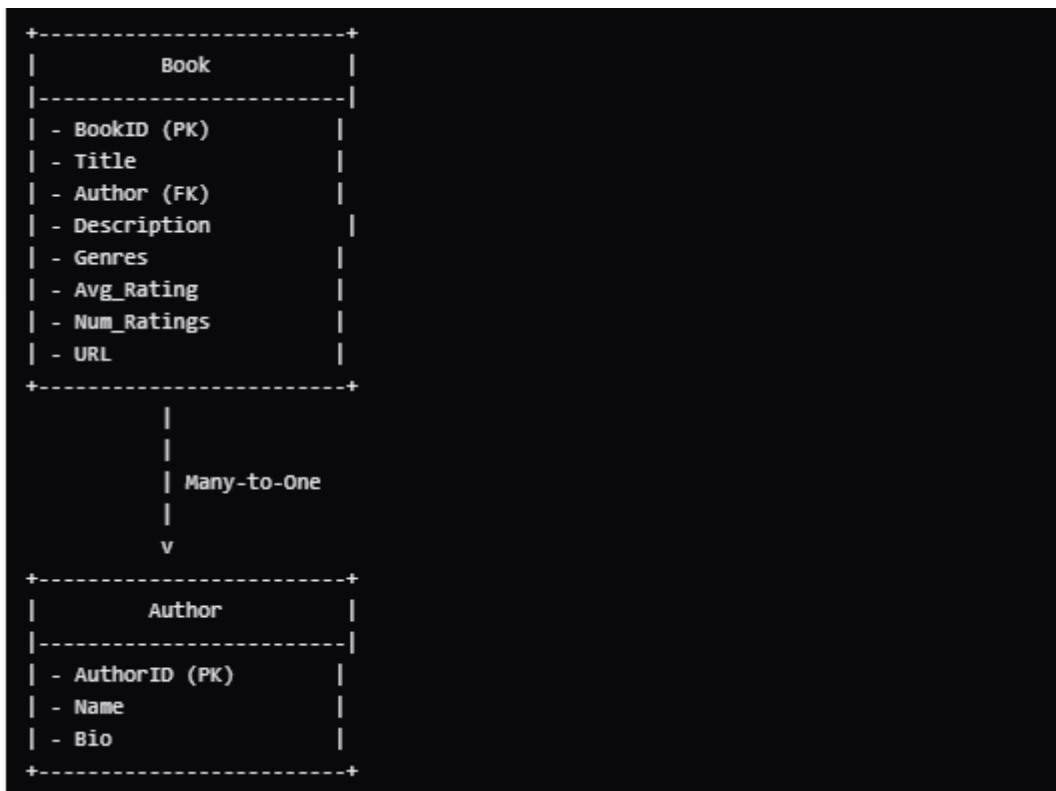 +-------------------------+
|          Book           |
|-------------------------|
| - BookID (PK)          |
| - Title                |
| - Author (FK)          |
| - Description           |
| - Genres               |
| - Avg_Rating           |
| - Num_Ratings          |
| - URL                  |
+-------------------------+
           |
           |
           | Many-to-One
           |
           v
+-------------------------+
|         Author          |
|-------------------------|
| - AuthorID (PK)        |
| - Name                 |
| - Bio                  |
+-------------------------+